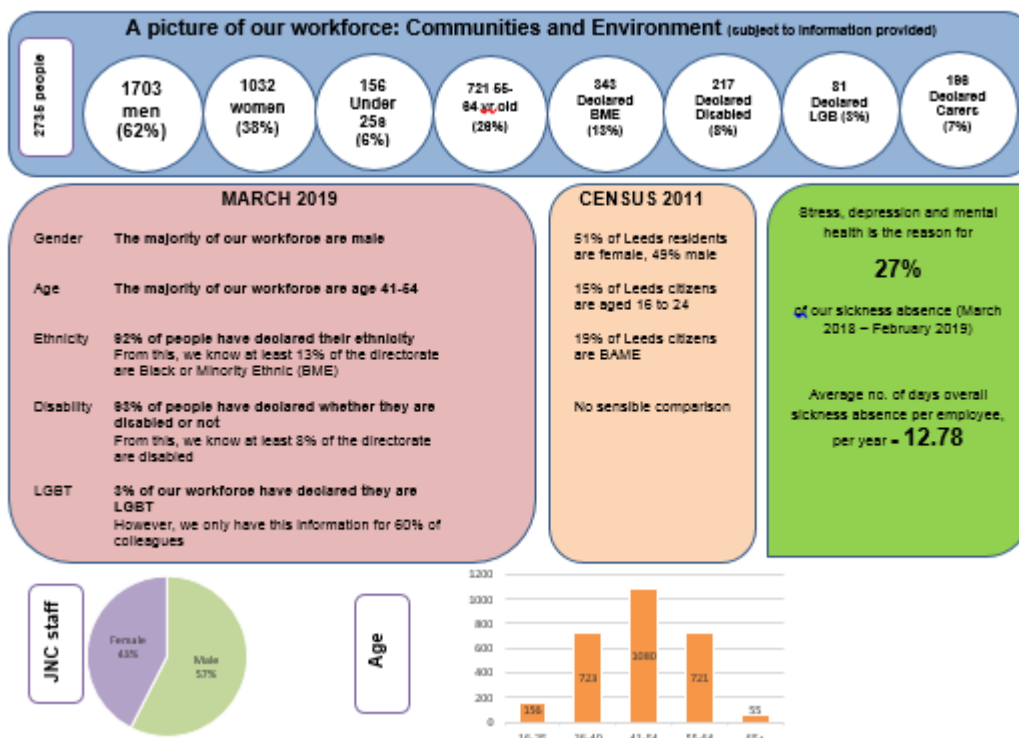 A picture of our workforce: Communities and Environment (subject to information provided)
2735 people
1703
men
(62%)
1032
women
(38%)
156
Under
25s
(6%)
721 55-
64 yr old
(26%)
343
Declared
BME
(13%)
217
Declared
Disabled
(8%)
81
Declared
LGB (3%)
Declared
Carers
(7%)
MARCH 2019
Gender
The majority of our workforce are male
Age
The majority of our workforce are age 41-54
Ethnicity
92% of people have declared their ethnicity
From this, we know at least 13% of the directorate
are Black or Minority Ethnic (BME)
Disability
93% of people have declared whether they are
disabled or not
From this, we know at least 8% of the directorate
are disabled
LGBT
3% of our workforce have declared they are
LGBT
However, we only have this information for 60% of
colleagues
CENSUS 2011
51% of Leeds residents
are female, 49% male
15% of Leeds citizens
are aged 16 to 24
19% of Leeds citizens
are BAME
No sensible comparison
Stress, depression and mental
health is the reason for
27%
of our sickness absence (March
2018 – February 2019)
Average no. of days overall
sickness absence per employee,
per year = 12.78
JNC staff
Female
43%
Male
57%
Age
1200
1000
800
600
400
200
0
156
723
1080
721
55